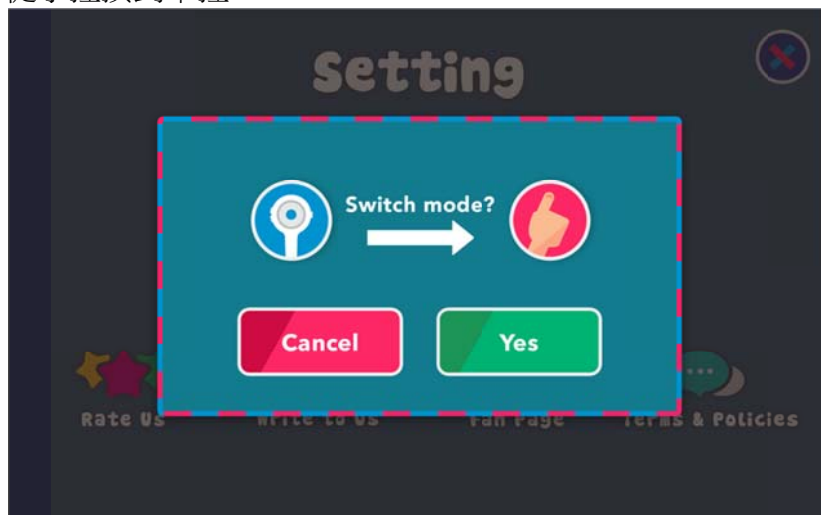 Setting
Switch mode?
Cancel
Yes
Rate Us
Write to Us
Fan Page
Terms & Policies